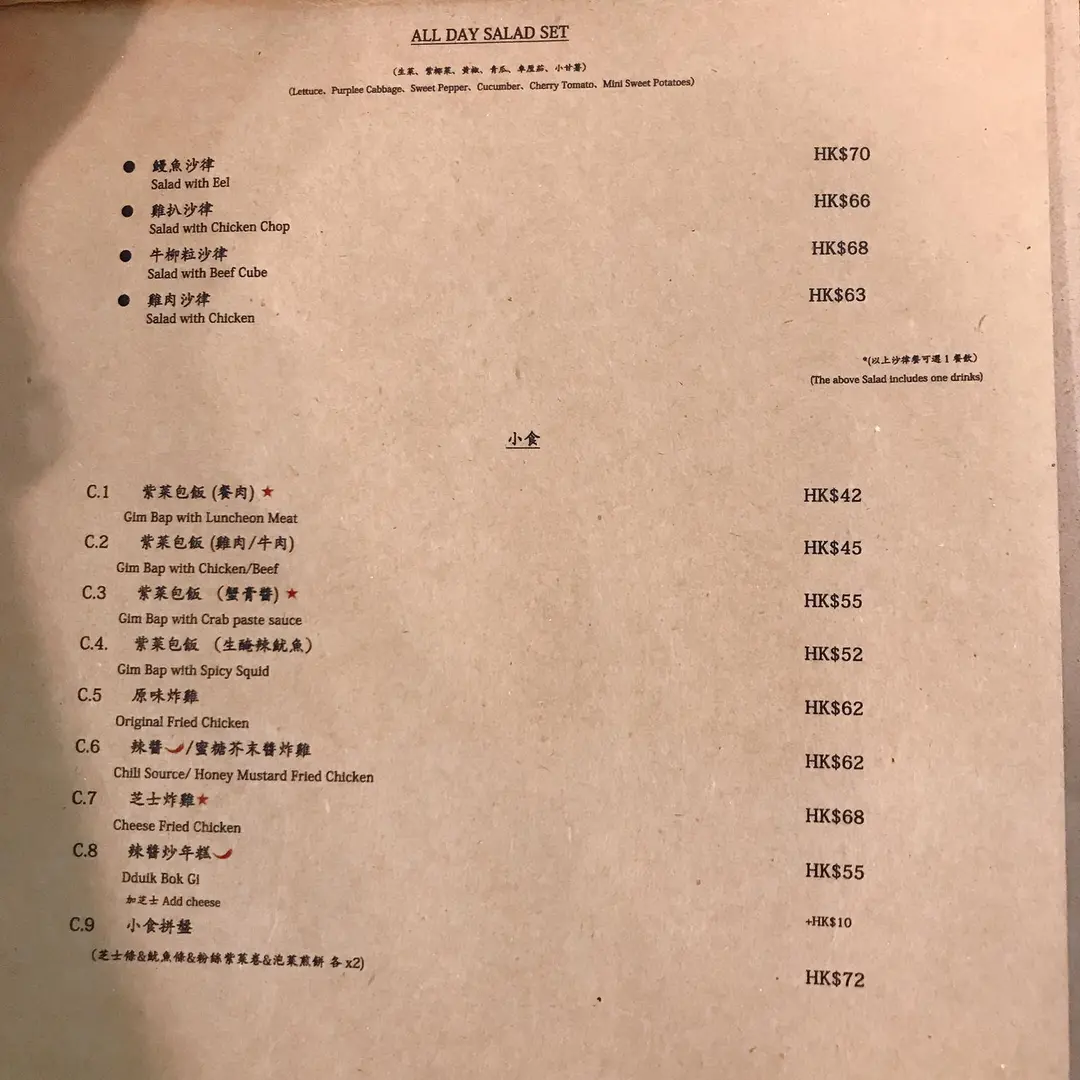 ALL DAY SALAD SET
(生菜、紫椰菜、黃椒、青瓜、車厘茄、小甘薯)
(Lettuce、Purplee Cabbage、Sweet Pepper、Cucumber、Cherry Tomato、Mini Sweet Potatoes)
● 鰻魚沙律 HK$70
Salad with Eel
● 雞扒沙律 HK$66
Salad with Chicken Chop
● 牛柳粒沙律 HK$68
Salad with Beef Cube
● 雞肉沙律 HK$63
Salad with Chicken
*(以上沙律餐可選 1 餐飲)
(The above Salad includes one drinks)
小食
C.1 紫菜包飯 (餐肉) ★ HK$42
Gim Bap with Luncheon Meat
C.2 紫菜包飯 (雞肉/牛肉) HK$45
Gim Bap with Chicken/Beef
C.3 紫菜包飯 (蟹膏醬) ★ HK$55
Gim Bap with Crab paste sauce
C.4. 紫菜包飯 (生醃辣魷魚) HK$52
Gim Bap with Spicy Squid
C.5 原味炸雞 HK$62
Original Fried Chicken
C.6 辣醬/蜜糖芥末醬炸雞 HK$62
Chili Source/ Honey Mustard Fried Chicken
C.7 芝士炸雞★ HK$68
Cheese Fried Chicken
C.8 辣醬炒年糕 HK$55
Dduik Bok Gi
加芝士 Add cheese +HK$10
C.9 小食拼盤 HK$72
(芝士條&魷魚條&粉絲紫菜卷&泡菜煎餅 各 x2)